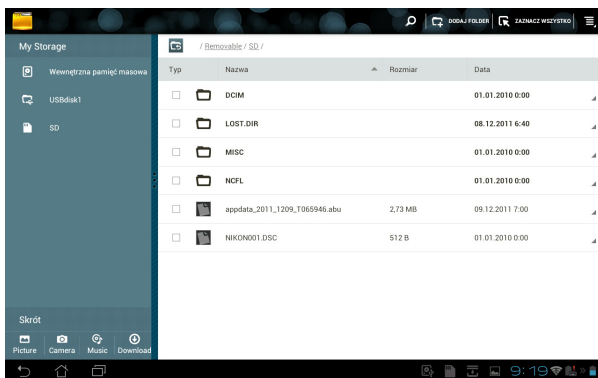 DODAJ FOLDER ZAZNACZ WSZYSTKO
My Storage
/ Removable / SD /
Wewnętrzna pamięć masowa
USBdisk1
SD
Typ Nazwa Rozmiar Data
DCIM 01.01.2010 0:00
LOST.DIR 08.12.2011 6:40
MISC 01.01.2010 0:00
NCFL 01.01.2010 0:00
appdata_2011_1209_T065946.abu 2,73 MB 09.12.2011 7:00
NIKON001.DSC 512 B 01.01.2010 0:00
Skrót
Picture Camera Music Download
9:19